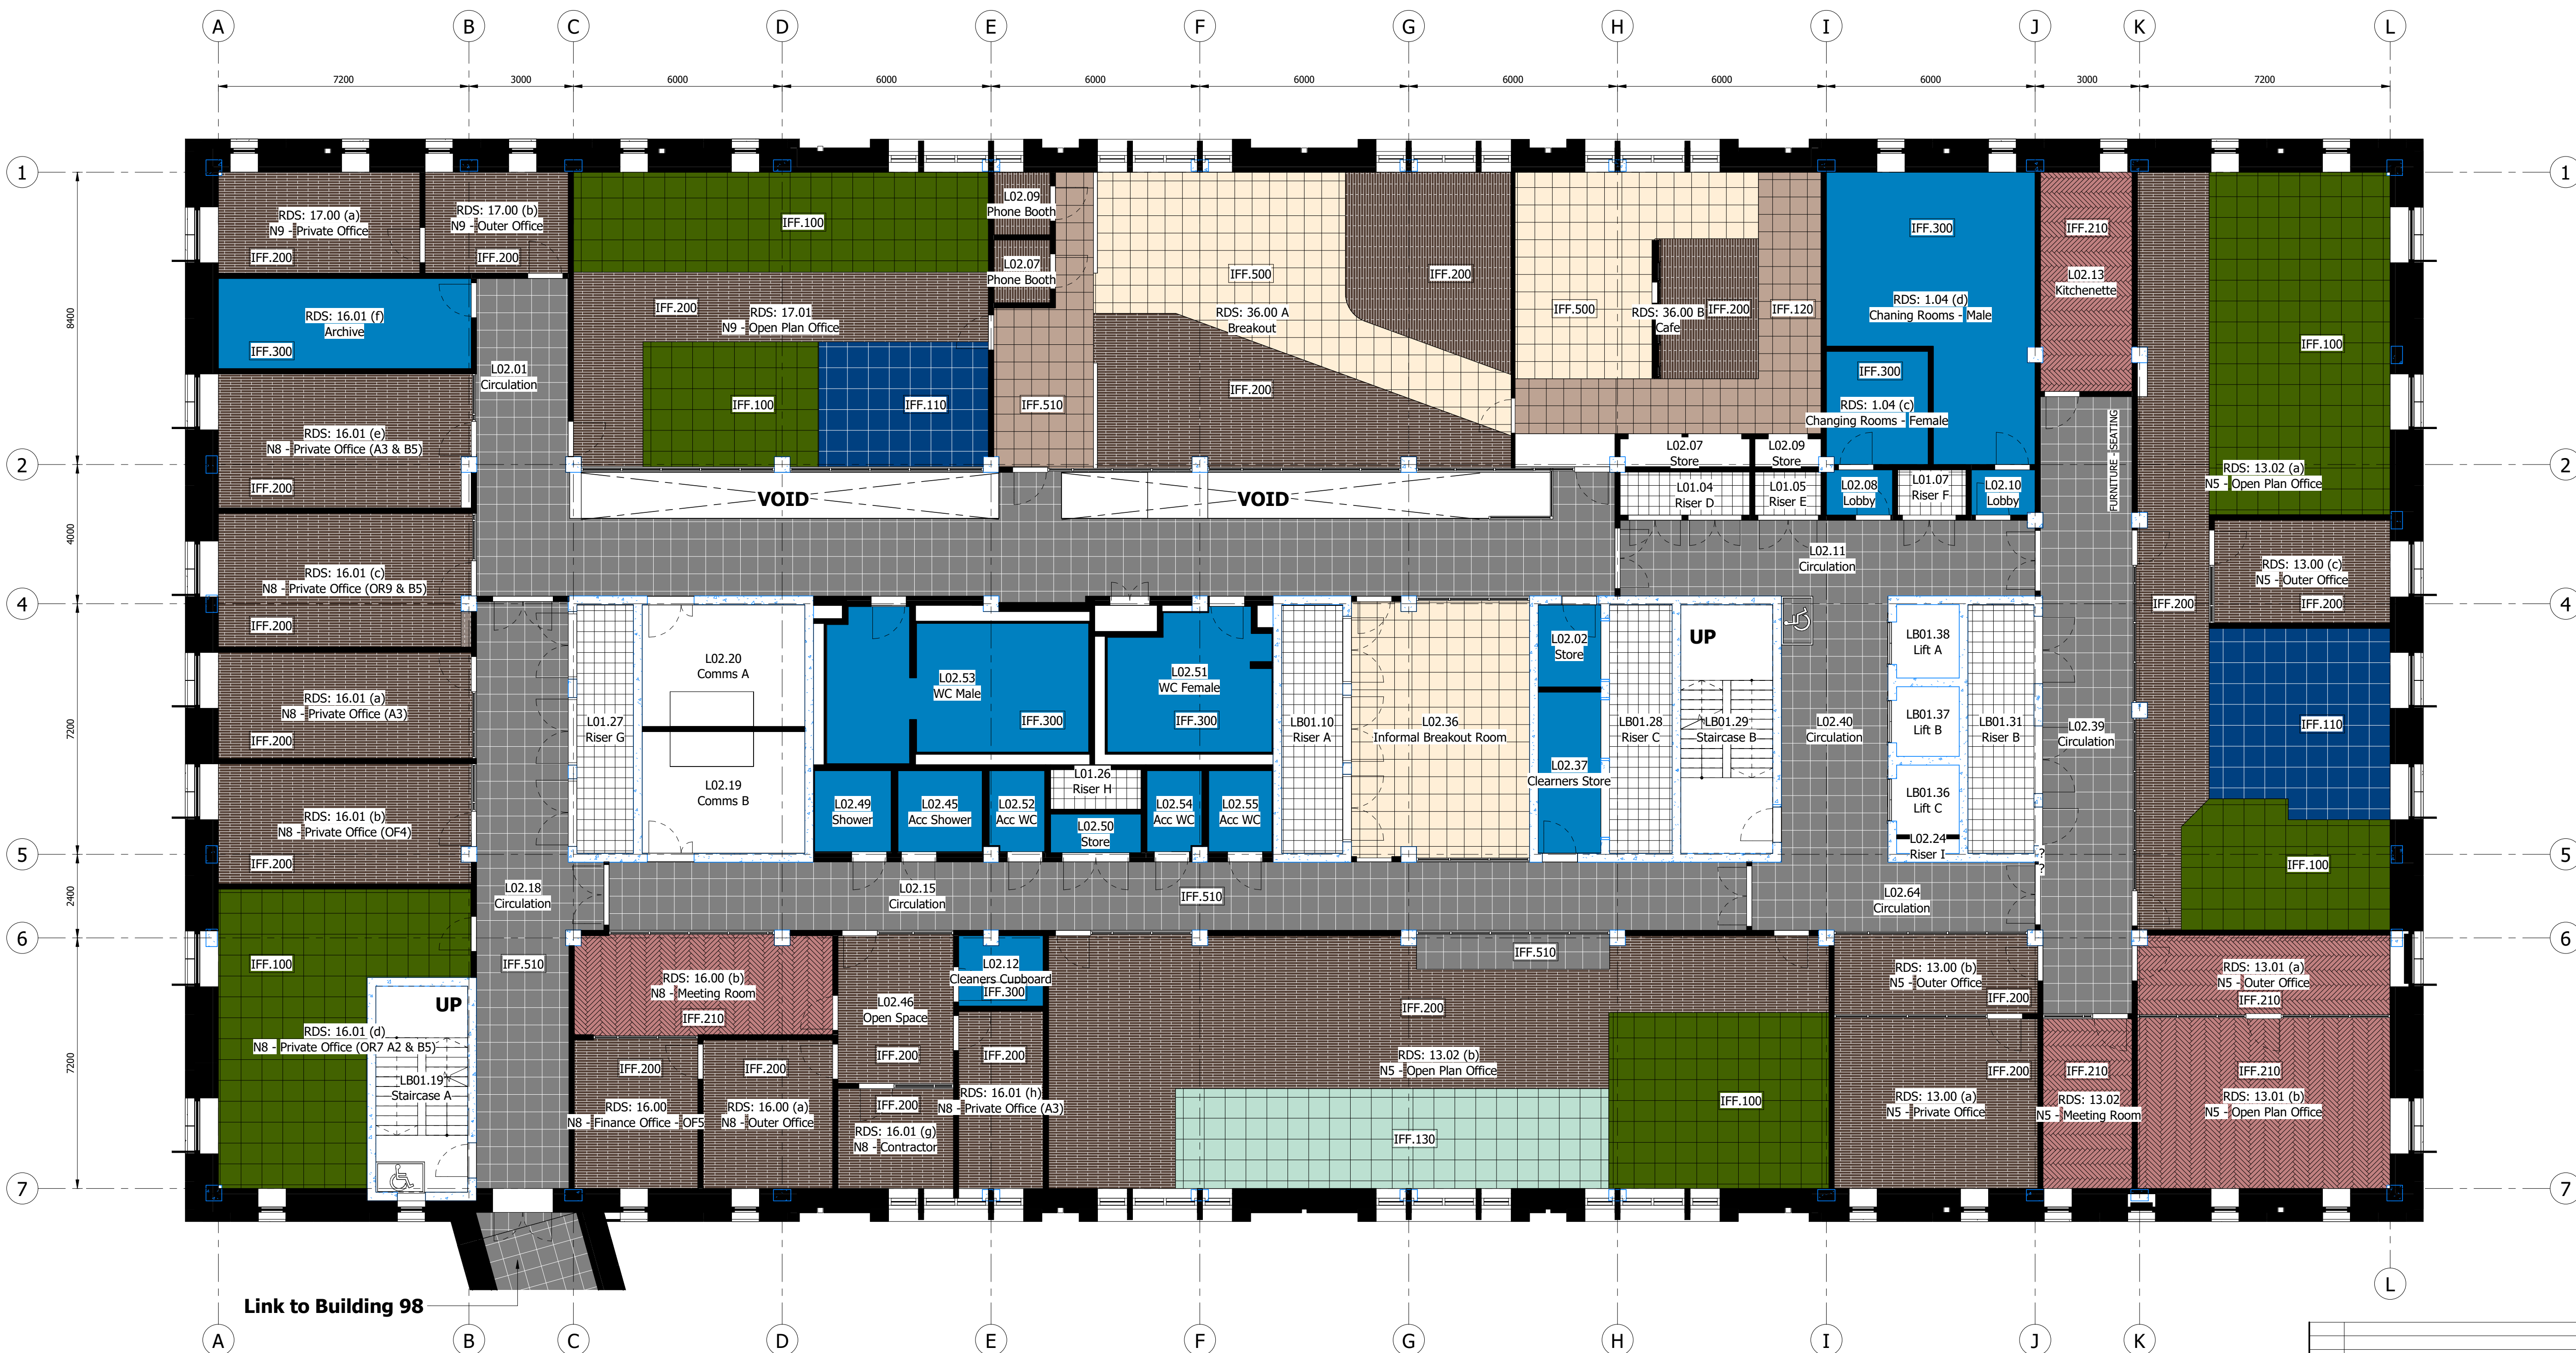 A B C D E F G H I J K L
7200 3000 6000 6000 6000 6000 6000 6000 6000 3000 7200
1 1
RDS: 17.00 (a)
N9 - Private Office
IFF.200
RDS: 17.00 (b)
N9 - Outer Office
IFF.200
IFF.100
L02.09
Phone Booth
L02.07
Phone Booth
IFF.500
RDS: 36.00 A
Breakout
IFF.200
IFF.200
IFF.500
RDS: 36.00 B
Cafe
IFF.200
IFF.120
IFF.300
RDS: 1.04 (d)
Chaning Rooms - Male
IFF.300
RDS: 1.04 (c)
Changing Rooms - Female
IFF.210
L02.13
Kitchenette
IFF.100
RDS: 13.02 (a)
N5 - Open Plan Office
8400
RDS: 16.01 (f)
Archive
IFF.300
L02.01
Circulation
IFF.200
RDS: 17.01
N9 - Open Plan Office
IFF.100
IFF.110
IFF.510
RDS: 16.01 (e)
N8 - Private Office (A3 & B5)
IFF.200
FURNITURE - SEATING
2 2
VOID
VOID
L02.07
Store
L02.09
Store
L01.04
Riser D
L01.05
Riser E
L02.08
Lobby
L01.07
Riser F
L02.10
Lobby
4000
L02.11
Circulation
RDS: 16.01 (c)
N8 - Private Office (OR9 & B5)
IFF.200
RDS: 13.00 (c)
N5 - Outer Office
IFF.200
IFF.200
4 4
L01.27
Riser G
L02.20
Comms A
L02.19
Comms B
L02.53
WC Male
IFF.300
L02.51
WC Female
IFF.300
LB01.10
Riser A
L02.36
Informal Breakout Room
L02.02
Store
L02.37
Clearners Store
LB01.28
Riser C
UP
LB01.29
Staircase B
L02.40
Circulation
LB01.38
Lift A
LB01.37
Lift B
LB01.36
Lift C
L02.24
Riser I
LB01.31
Riser B
L02.39
Circulation
IFF.110
IFF.100
7200
RDS: 16.01 (a)
N8 - Private Office (A3)
IFF.200
RDS: 16.01 (b)
N8 - Private Office (OF4)
IFF.200
L02.49
Shower
L02.45
Acc Shower
L02.52
Acc WC
L01.26
Riser H
L02.50
Store
L02.54
Acc WC
L02.55
Acc WC
?
?
5 5
2400
L02.18
Circulation
L02.15
Circulation
IFF.510
L02.64
Circulation
6 6
IFF.100
UP
RDS: 16.01 (d)
N8 - Private Office (OR7 A2 & B5)
LB01.19
Staircase A
IFF.510
RDS: 16.00 (b)
N8 - Meeting Room
IFF.210
L02.46
Open Space
IFF.200
L02.12
Cleaners Cupboard
IFF.300
IFF.200
RDS: 16.01 (h)
N8 - Private Office (A3)
IFF.200
RDS: 16.00
N8 - Finance Office - OF5
IFF.200
RDS: 16.00 (a)
N8 - Outer Office
IFF.200
RDS: 16.01 (g)
N8 - Contractor
IFF.510
IFF.200
RDS: 13.02 (b)
N5 - Open Plan Office
IFF.130
IFF.100
RDS: 13.00 (b)
N5 - Outer Office
IFF.200
IFF.200
RDS: 13.00 (a)
N5 - Private Office
IFF.210
RDS: 13.02
N5 - Meeting Room
RDS: 13.01 (a)
N5 - Outer Office
IFF.210
IFF.210
RDS: 13.01 (b)
N5 - Open Plan Office
7200
7 7
Link to Building 98
L
A B C D E F G H I J K